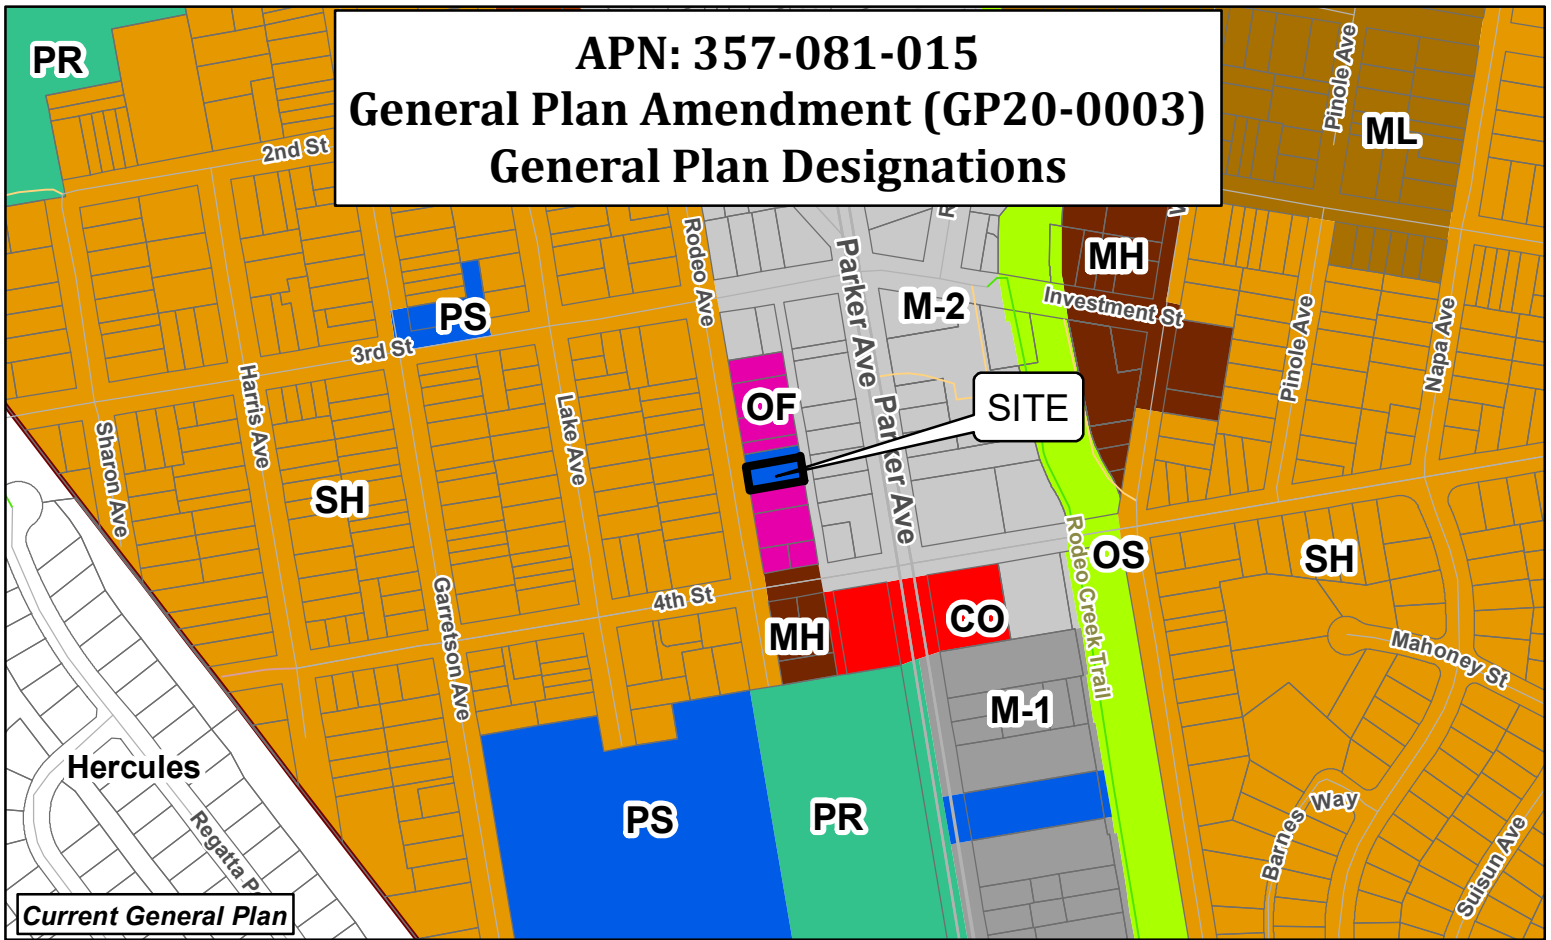 APN: 357-081-015
General Plan Amendment (GP20-0003)
General Plan Designations
PR
2nd St
Pinole Ave
ML
Rodeo Ave
Parker Ave
M-2
MH
Investment St
PS
3rd St
Pinole Ave
Napa Ave
Harris Ave
Sharon Ave
Lake Ave
OF
Parker Ave
SITE
SH
Garretson Ave
4th St
MH
CO
Rodeo Creek Trail
OS
SH
Mahoney St
M-1
Hercules
Regatta
PS
PR
Barnes Way
Suisun Ave
Current General Plan